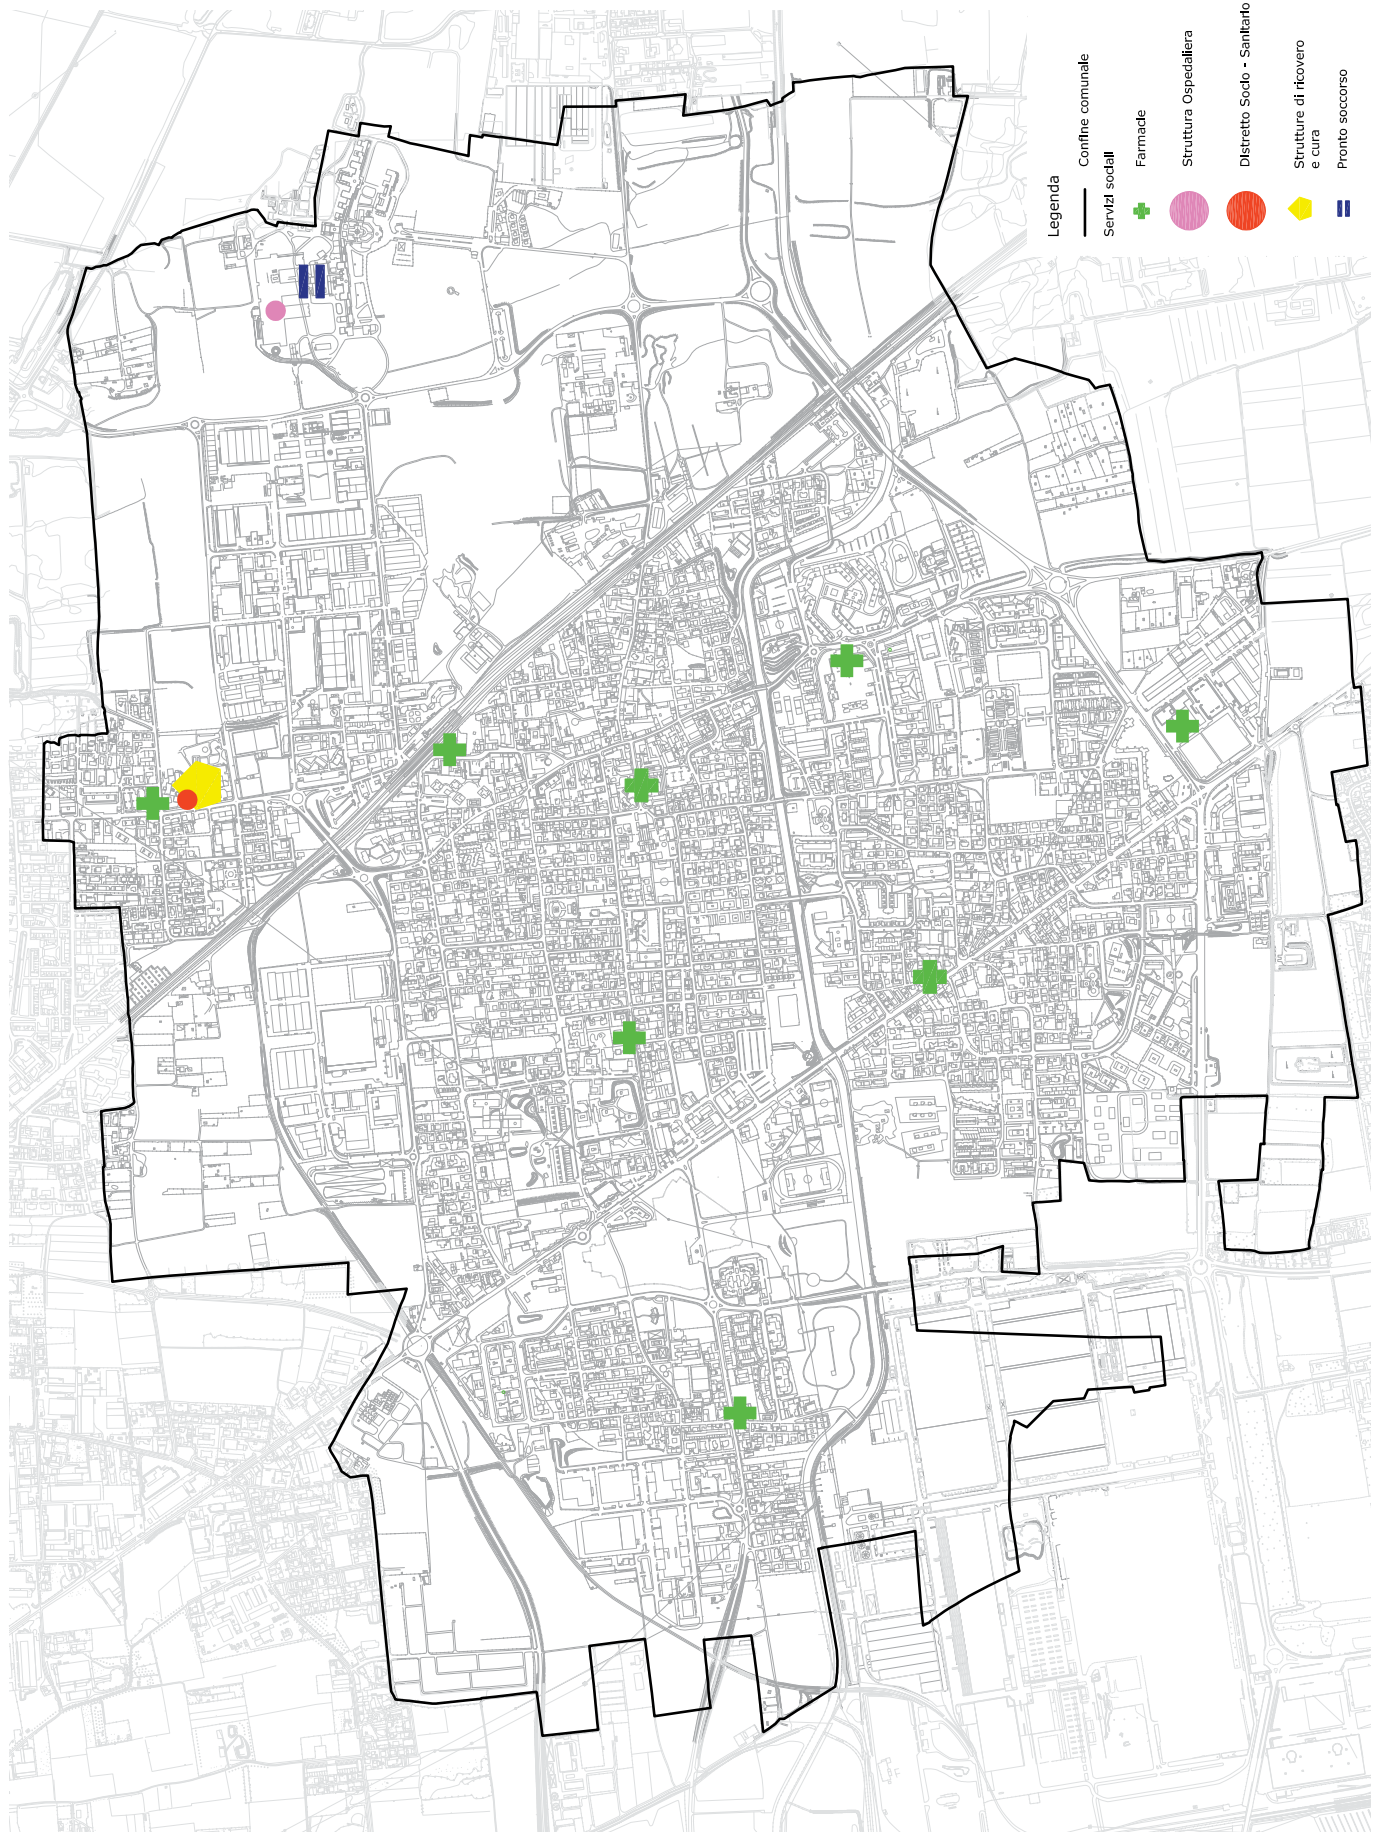 Legenda
Confine comunale
Servizi sociali
Farmacie
Struttura Ospedaliera
Distretto Socio - Sanitario
Strutture di ricovero
e cura
Pronto soccorso